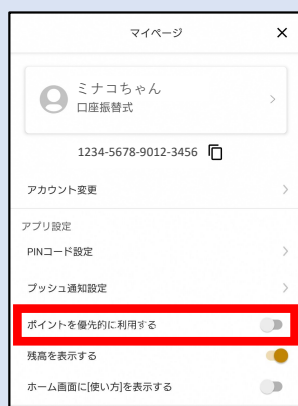 マイページ
ミナコちゃん
口座振替式
1234-5678-9012-3456
アカウント変更
アプリ設定
PINコード設定
プッシュ通知設定
ポイントを優先的に利用する
残高を表示する
ホーム画面に[使い方]を表示する